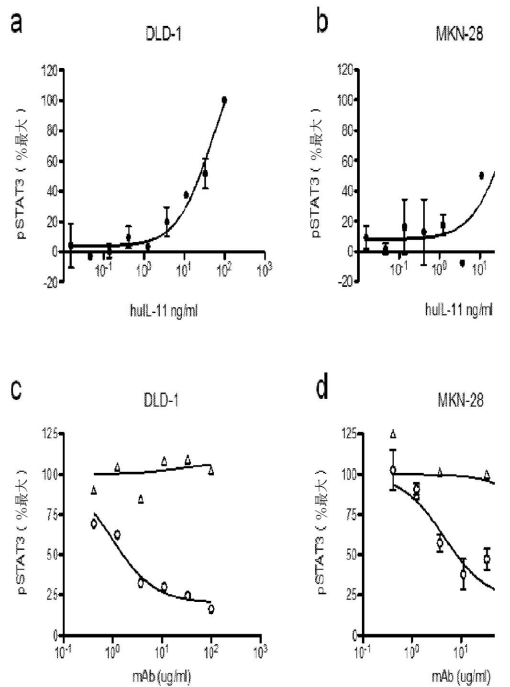 a
DLD-1
pSTAT3 (%最大)
120
100
80
60
40
20
0
-20
10-1 100 101 102 103
huIL-11 ng/ml
b
MKN-28
pSTAT3 (%最大)
120
100
80
60
40
20
0
-20
10-1 100 101
huIL-11 ng/ml
c
DLD-1
pSTAT3 (%最大)
125
100
75
50
25
0
10-1 100 101 102 103
mAb (ug/ml)
d
MKN-28
pSTAT3 (%最大)
125
100
75
50
25
0
10-1 100 101
mAb (ug/ml)